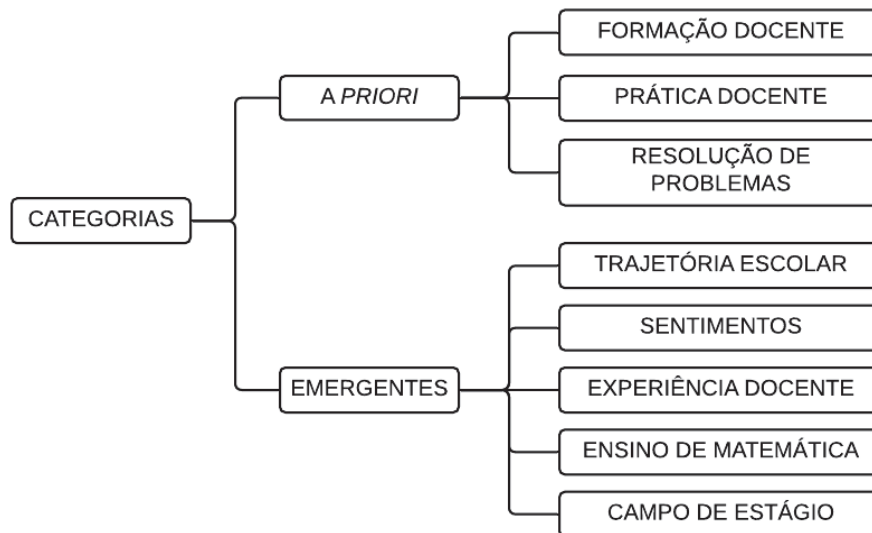 CATEGORIAS
A PRIORI
FORMAÇÃO DOCENTE
PRÁTICA DOCENTE
RESOLUÇÃO DE
PROBLEMAS
EMERGENTES
TRAJETÓRIA ESCOLAR
SENTIMENTOS
EXPERIÊNCIA DOCENTE
ENSINO DE MATEMÁTICA
CAMPO DE ESTÁGIO